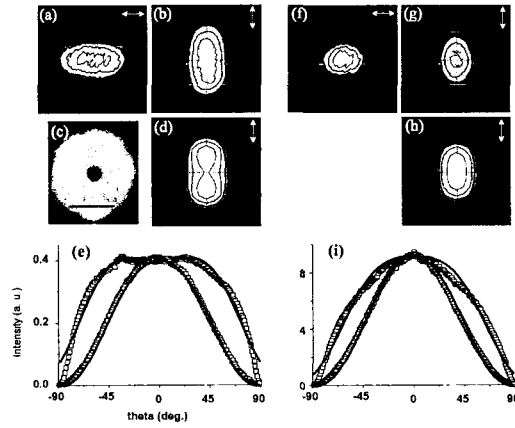 (a) (b) (f) (g)
(c) (d) (h)
(e) (i)
0.4 8
0.2 4
0.0 0
intensity (a. u.)
-90 -45 0 45 90 -90 -45 0 45 90
theta (deg.)